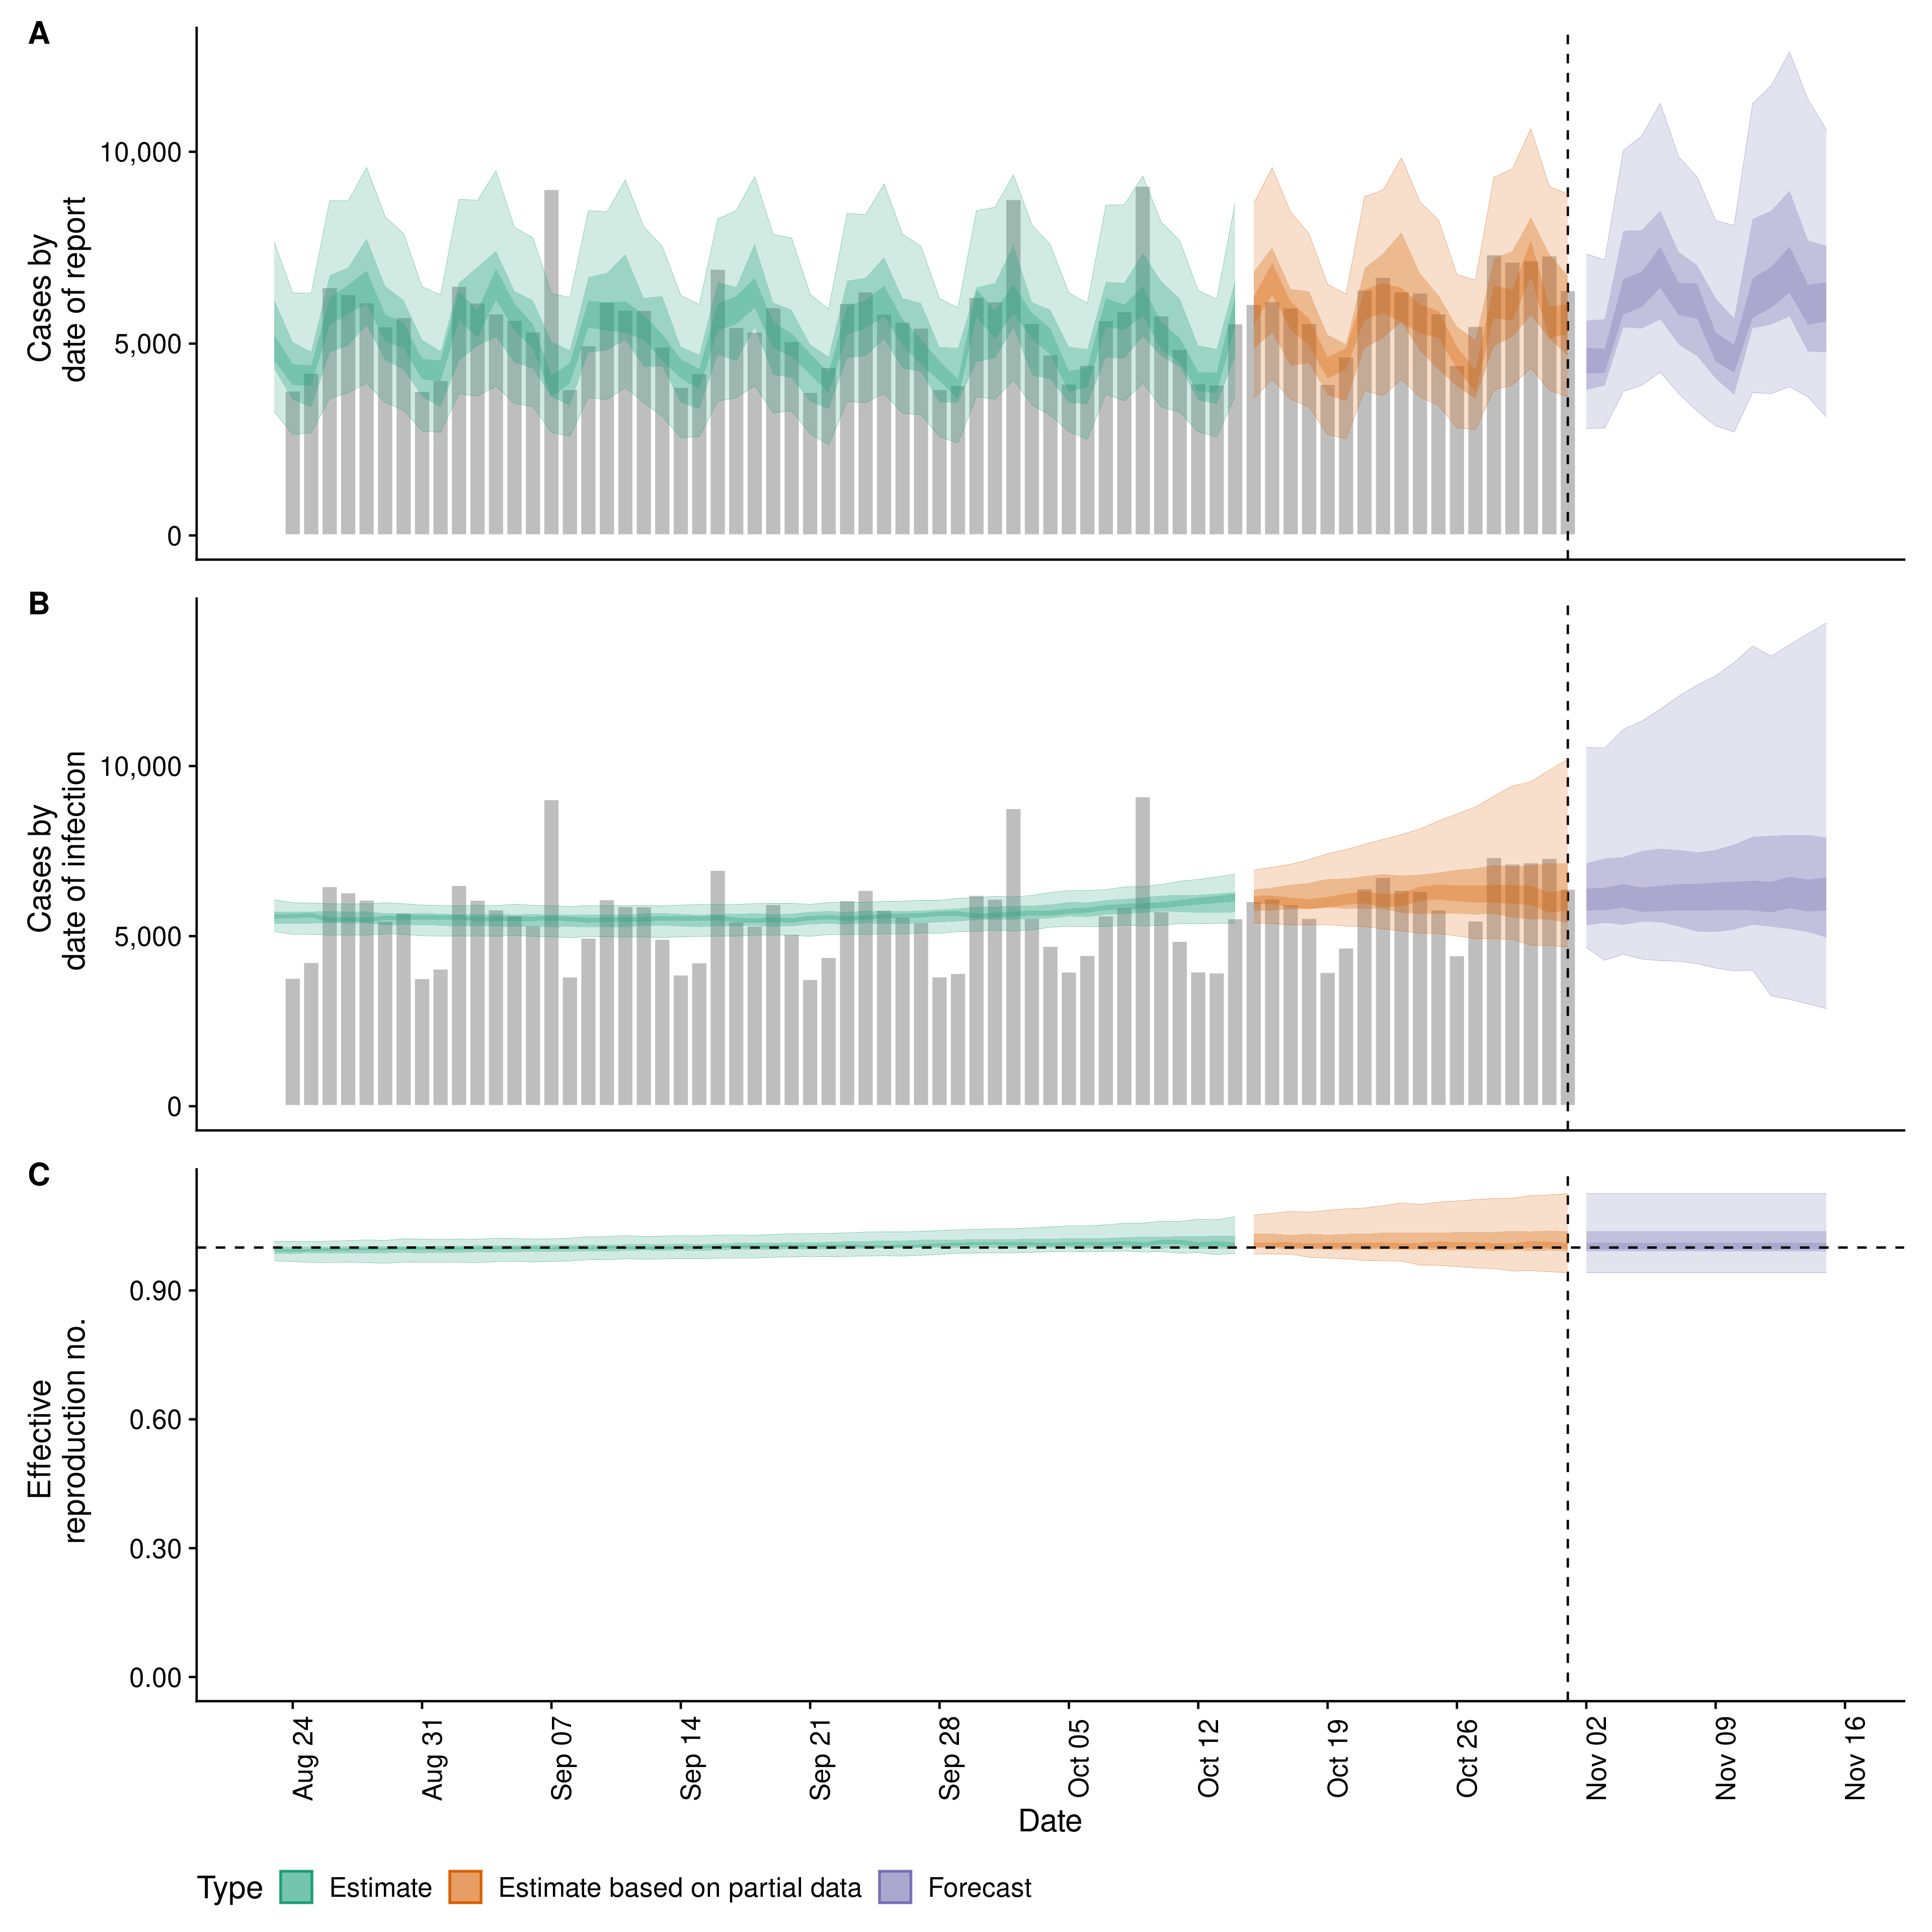 A
Cases by
date of report
10,000
5,000
0
B
Cases by
date of infection
10,000
5,000
0
C
Effective
reproduction no.
0.90
0.60
0.30
0.00
Aug 24
Aug 31
Sep 07
Sep 14
Sep 21
Sep 28
Oct 05
Oct 12
Oct 19
Oct 26
Nov 02
Nov 09
Nov 16
Date
Type Estimate Estimate based on partial data Forecast